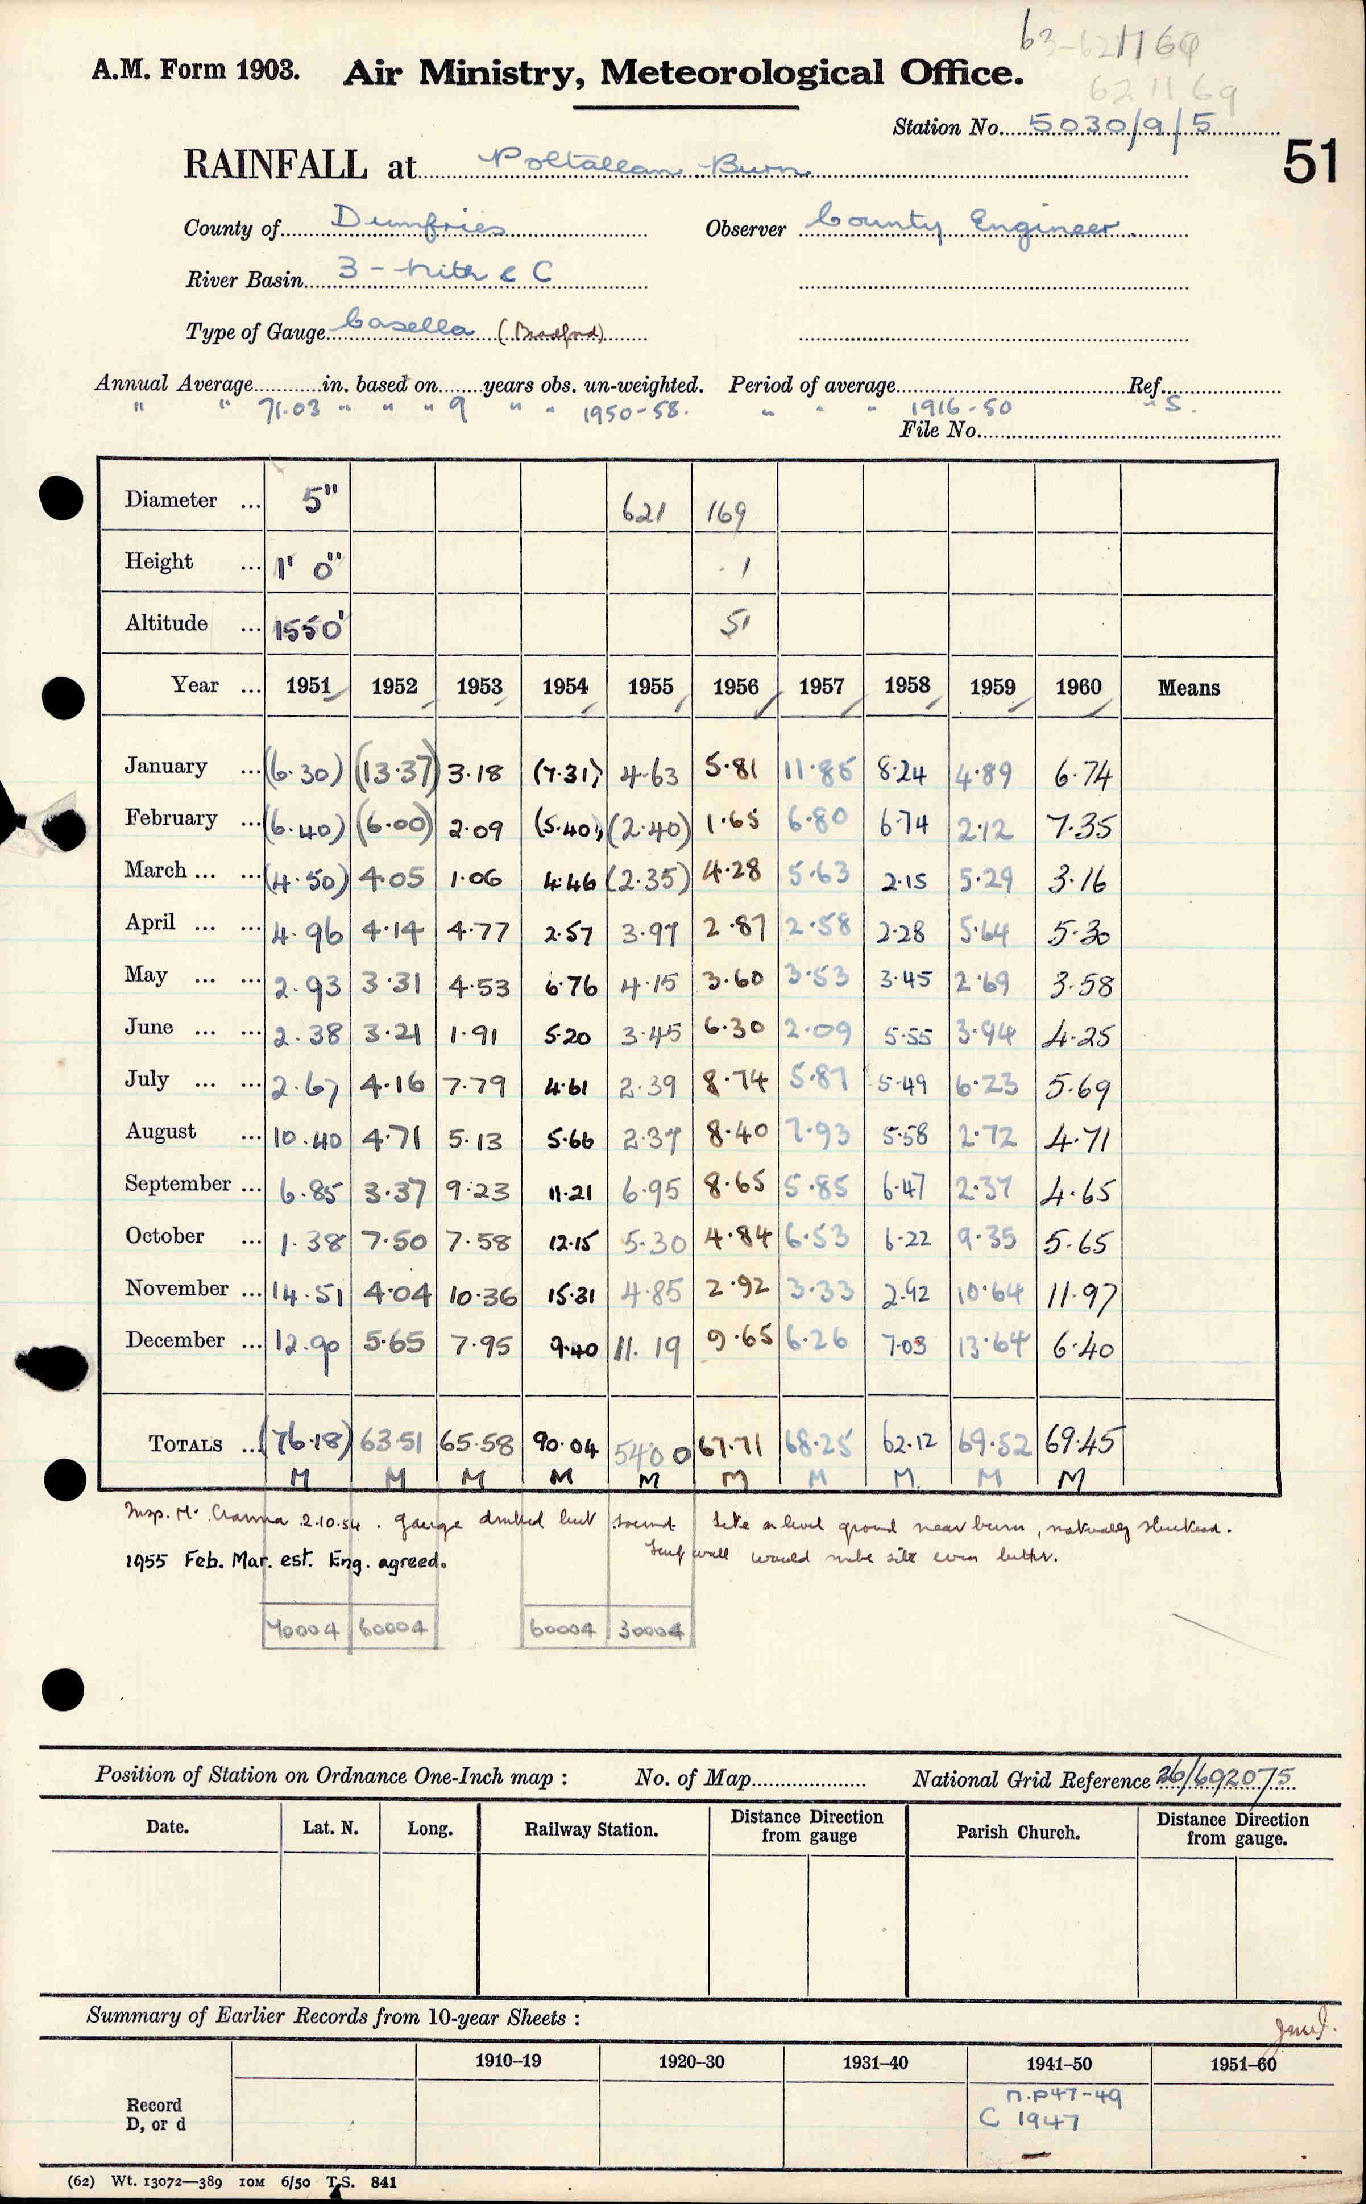 63-621169
621169
A.M. Form 1903. Air Ministry, Meteorological Office.
Station No. 5030/9/5
51
RAINFALL at Poltallan Burn
County of Dumfries Observer County Engineer.
River Basin 3 - Nith & C
Type of Gauge Casella (Bradford)
Annual Average in. based on years obs. un-weighted. Period of average Ref.
" " 71.03 " " " 9 " " 1950-58. " " " 1916-50 " S.
File No.
Diameter ... 5" 621 169
Height ... 1' 0" 1
Altitude ... 1550' 51
Year ... 1951 1952 1953 1954 1955 1956 1957 1958 1959 1960 Means
January ... (6.30) (13.37) 3.18 (7.31) 4.63 5.81 11.85 8.24 4.89 6.74
February ... (6.40) (6.00) 2.09 (5.40) (2.40) 1.65 6.80 6.74 2.12 7.35
March ... ... (4.50) 4.05 1.06 4.46 (2.35) 4.28 5.63 2.15 5.29 3.16
April ... ... 4.96 4.14 4.77 2.57 3.97 2.87 2.58 2.28 5.64 5.30
May ... ... 2.93 3.31 4.53 6.76 4.15 3.60 3.53 3.45 2.69 3.58
June ... ... 2.38 3.21 1.91 5.20 3.45 6.30 2.09 5.55 3.94 4.25
July ... ... 2.67 4.16 7.79 4.61 2.39 8.74 5.87 5.49 6.23 5.69
August ... 10.40 4.71 5.13 5.66 2.37 8.40 7.93 5.58 2.72 4.71
September ... 6.85 3.37 9.23 11.21 6.95 8.65 5.85 6.47 2.37 4.65
October ... 1.38 7.50 7.58 12.15 5.30 4.84 6.53 6.22 9.35 5.65
November ... 14.51 4.04 10.36 15.31 4.85 2.92 3.33 2.92 10.64 11.97
December ... 12.90 5.65 7.95 9.40 11.19 9.65 6.26 7.03 13.64 6.40
TOTALS ... (76.18) 63.51 65.58 90.04 54.00 67.71 68.25 62.12 69.52 69.45
M M M M M M M M M M
Insp. Mr. 2.10.54. gauge dented but sound. Site on level ground near burn, naturally sheltered.
Turf wall would make site even better.
1955 Feb. Mar. est. Eng. agreed.
40004 60004 60004 30004
Position of Station on Ordnance One-Inch map : No. of Map National Grid Reference 26/692075
Date. Lat. N. Long. Railway Station. Distance Direction from gauge Parish Church. Distance Direction from gauge.
Summary of Earlier Records from 10-year Sheets :
1910-19 1920-30 1931-40 1941-50 1951-60
Record
D, or d
n.p 47-49
C 1947
(62) Wt. 13072—389 10M 6/50 T.S. 841